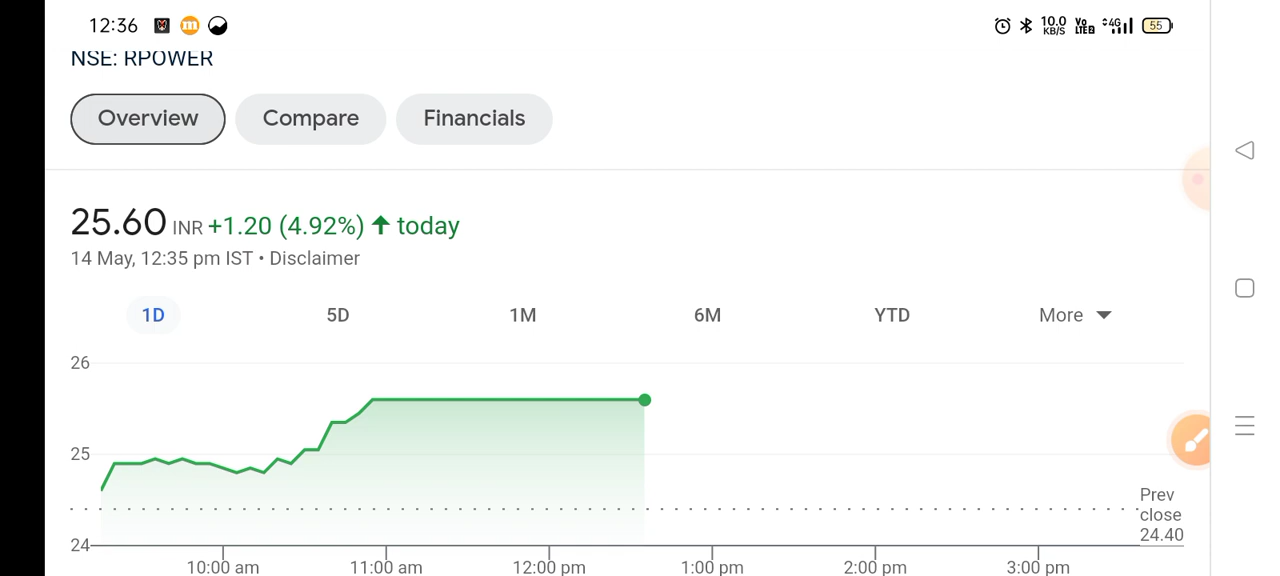 12:36 m 10.0 KB/S Vo LTE2 4G 55
NSE: RPOWER
Overview Compare Financials
25.60 INR +1.20 (4.92%) ↑ today
14 May, 12:35 pm IST • Disclaimer
1D 5D 1M 6M YTD More
26
25
24
Prev
close
24.40
10:00 am 11:00 am 12:00 pm 1:00 pm 2:00 pm 3:00 pm